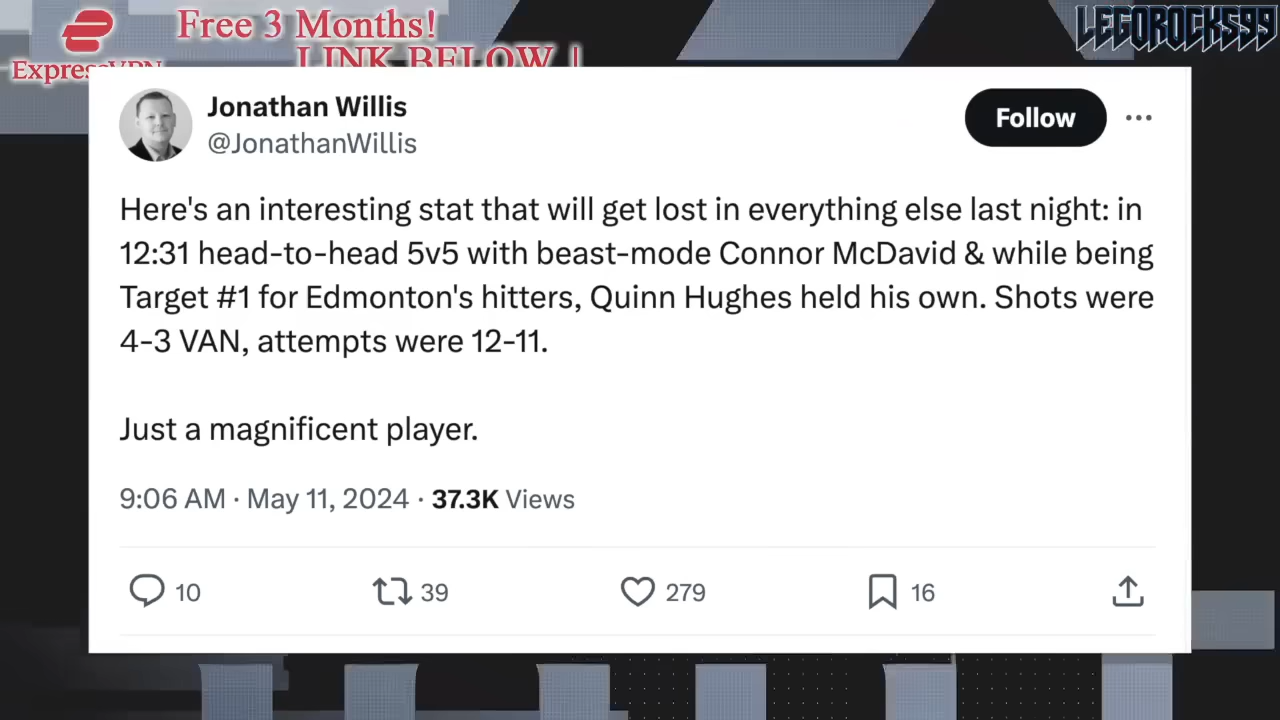 Free 3 Months!
LINK BELOW !
ExpressVPN
LEGOROCKS99
Jonathan Willis
@JonathanWillis
Follow
Here's an interesting stat that will get lost in everything else last night: in
12:31 head-to-head 5v5 with beast-mode Connor McDavid & while being
Target #1 for Edmonton's hitters, Quinn Hughes held his own. Shots were
4-3 VAN, attempts were 12-11.
Just a magnificent player.
9:06 AM · May 11, 2024 · 37.3K Views
10
39
279
16